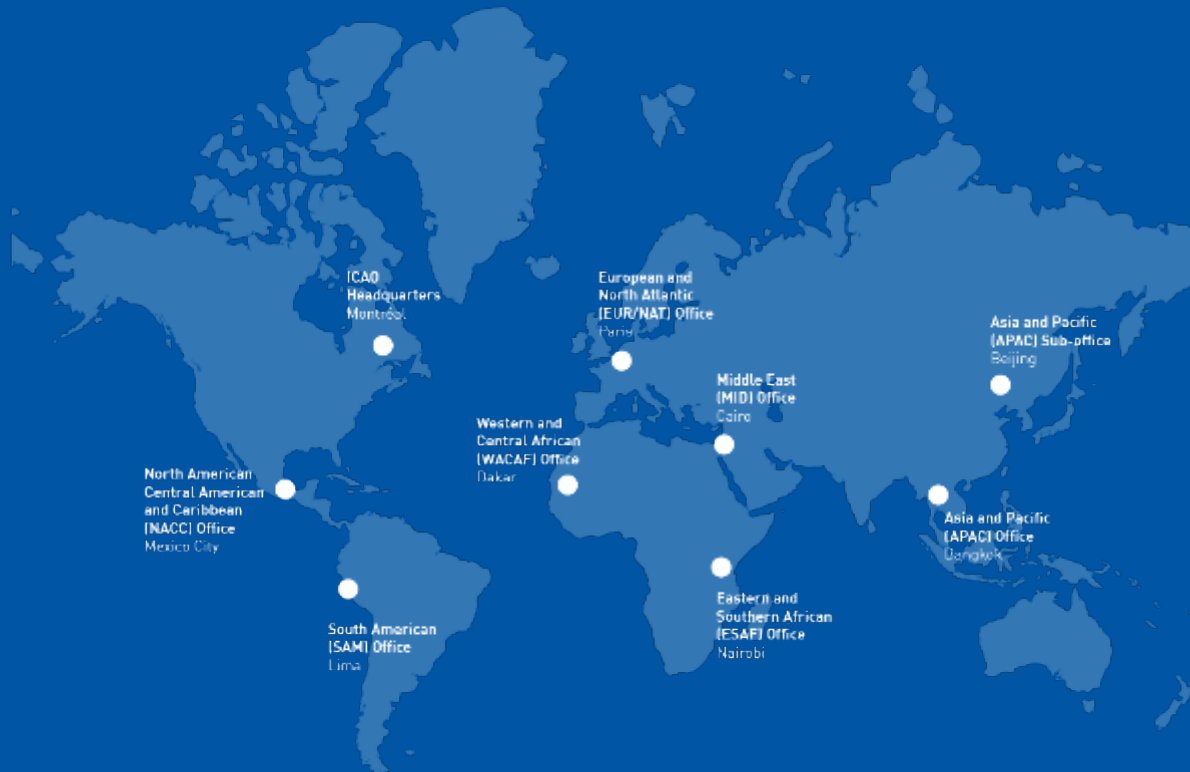 ICAO
Headquarters
Montréal
European and
North Atlantic
(EUR/NAT) Office
Paris
Asia and Pacific
(APAC) Sub-office
Beijing
Middle East
(MID) Office
Cairo
Western and
Central African
(WACAF) Office
Dakar
North American
Central American
and Caribbean
(NACC) Office
Mexico City
Asia and Pacific
(APAC) Office
Bangkok
Eastern and
Southern African
(ESAF) Office
Nairobi
South American
(SAM) Office
Lima